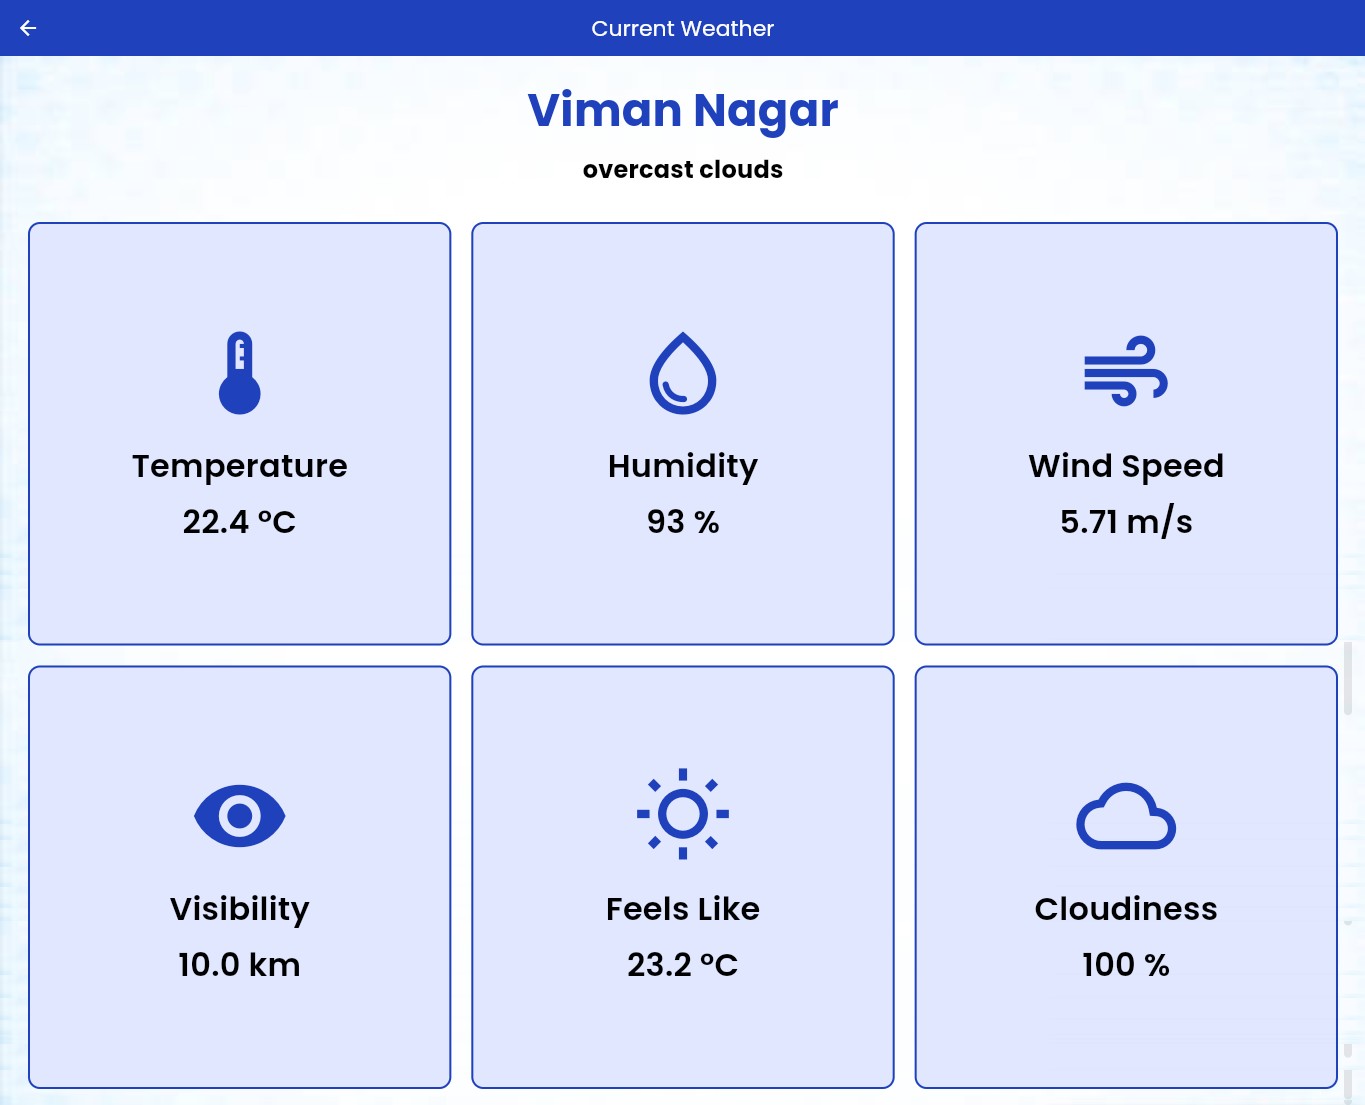 Current Weather
Viman Nagar
overcast clouds
Temperature
22.4 °C
Humidity
93 %
Wind Speed
5.71 m/s
Visibility
10.0 km
Feels Like
23.2 °C
Cloudiness
100 %